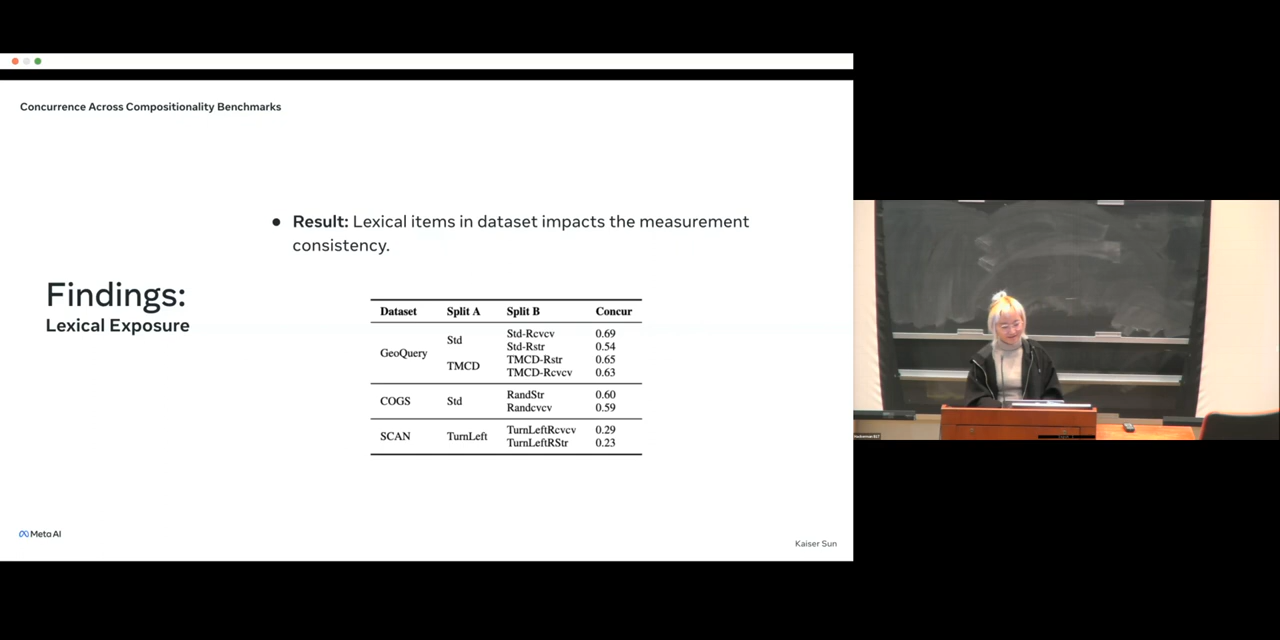 Concurrence Across Compositionality Benchmarks
● Result: Lexical items in dataset impacts the measurement
consistency.
Findings:
Lexical Exposure
Dataset Split A Split B Concur
GeoQuery Std Std-Rcvcv 0.69
Std-Rstr 0.54
TMCD TMCD-Rstr 0.65
TMCD-Rcvcv 0.63
COGS Std RandStr 0.60
Randcvcv 0.59
SCAN TurnLeft TurnLeftRcvcv 0.29
TurnLeftRStr 0.23
Meta AI
Kaiser Sun